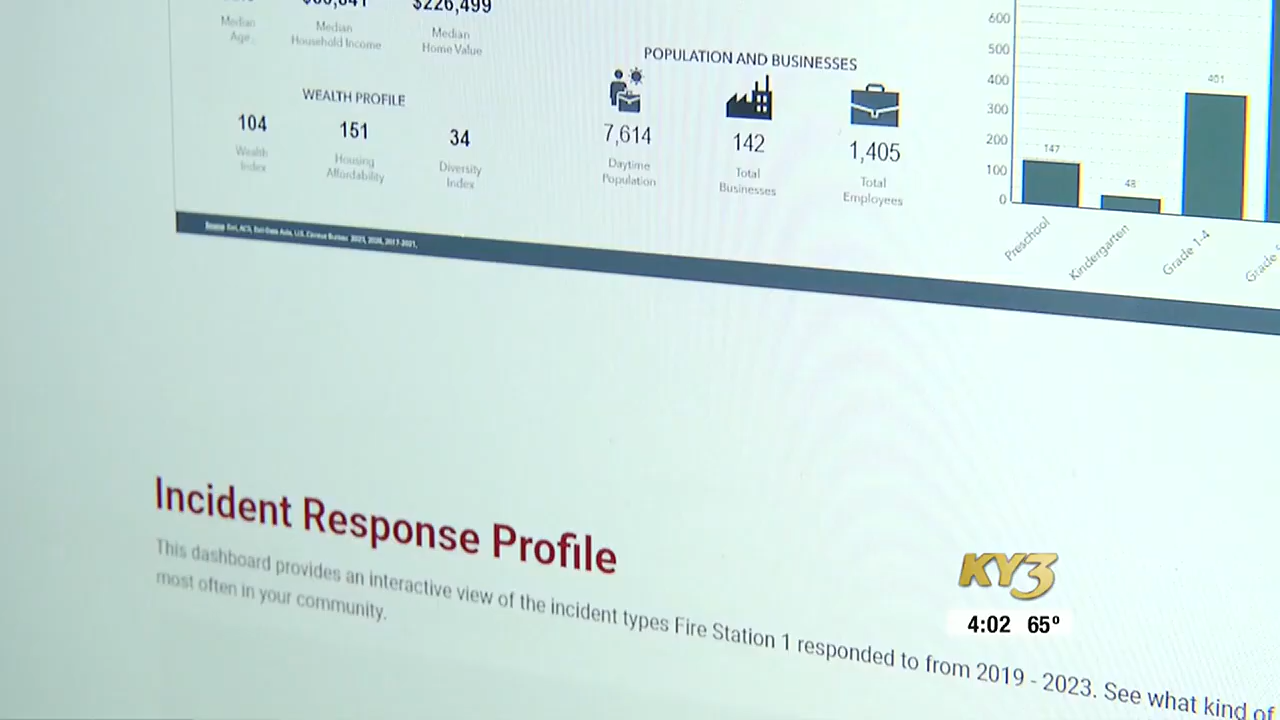 $226,499
Median
Age
Median
Household Income
Median
Home Value
WEALTH PROFILE
104
Wealth
Index
151
Housing
Affordability
34
Diversity
Index
POPULATION AND BUSINESSES
7,614
Daytime
Population
142
Total
Businesses
1,405
Total
Employees
600
500
400
300
200
100
0
147
48
401
Preschool
Kindergarten
Grade 1-4
Grade
Incident Response Profile
This dashboard provides an interactive view of the incident types Fire Station 1 responded to from 2019 - 2023. See what kind of
most often in your community.
KY3
4:02 65º